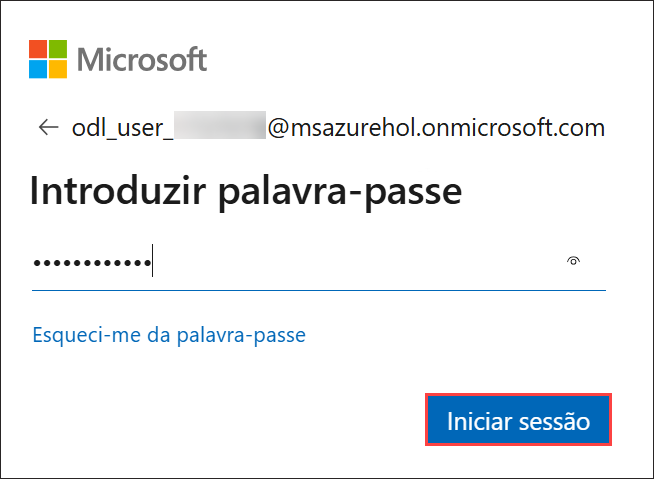 Microsoft
odl_user_ @msazurehol.onmicrosoft.com
Introduzir palavra-passe
••••••••••••
Esqueci-me da palavra-passe
Iniciar sessão